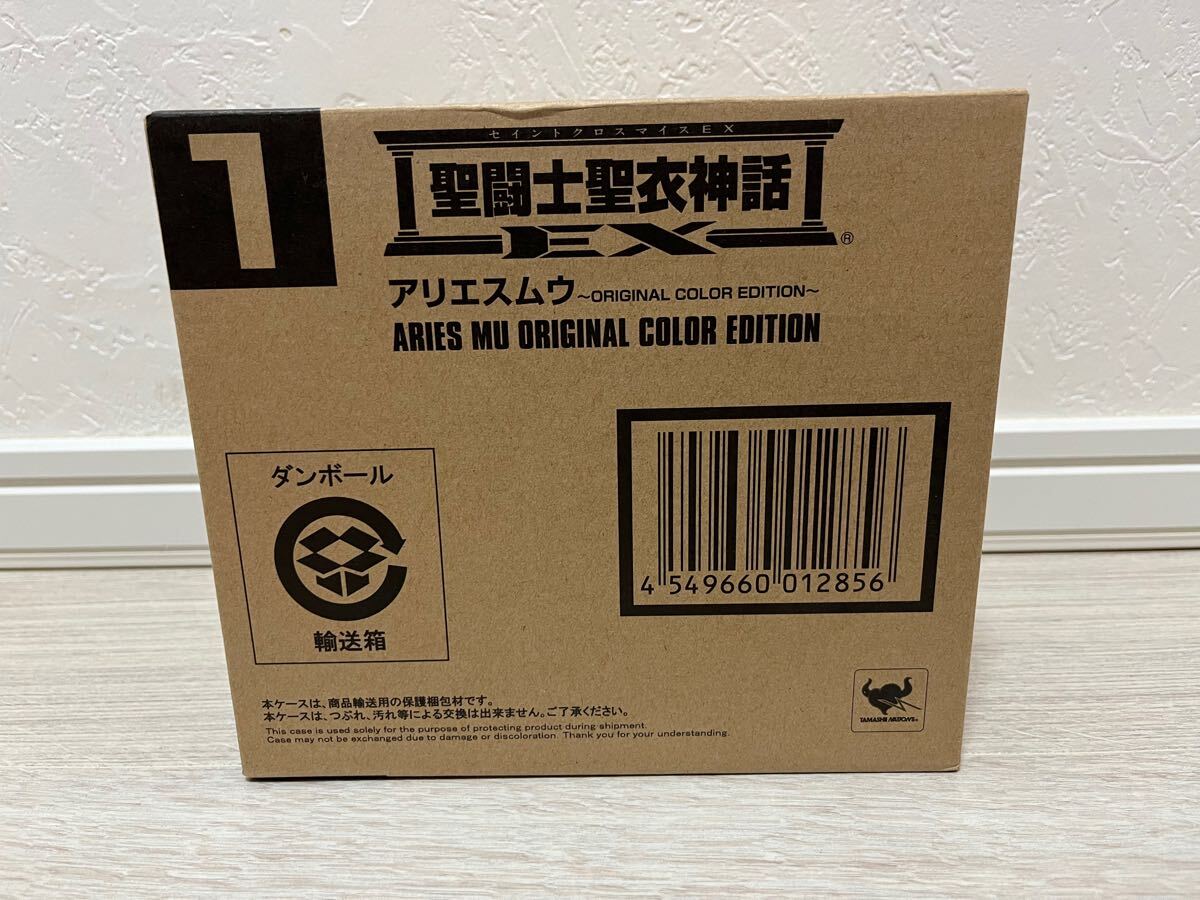 1
セイントクロスマイスEX
聖闘士聖衣神話
EX
®
アリエスムウ～ORIGINAL COLOR EDITION～
ARIES MU ORIGINAL COLOR EDITION
ダンボール
輸送箱
4 549660 012856
本ケースは、商品輸送用の保護梱包材です。
本ケースは、つぶれ、汚れ等による交換は出来ません。ご了承ください。
This case is used solely for the purpose of protecting product during shipment.
Case may not be exchanged due to damage or discoloration. Thank you for your understanding.
TAMASHII NATIONS®